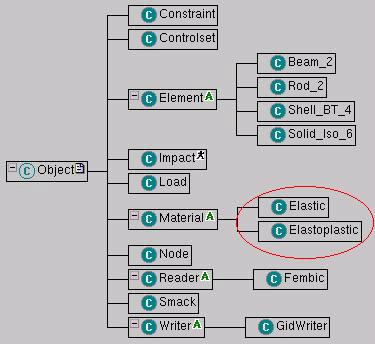 Constraint
Controlset
Beam_2
Rod_2
Element A
Shell_BT_4
Solid_Iso_6
Impact
Object
Load
Elastic
Material A
Elastoplastic
Node
Reader A
Fembic
Smack
Writer A
GidWriter